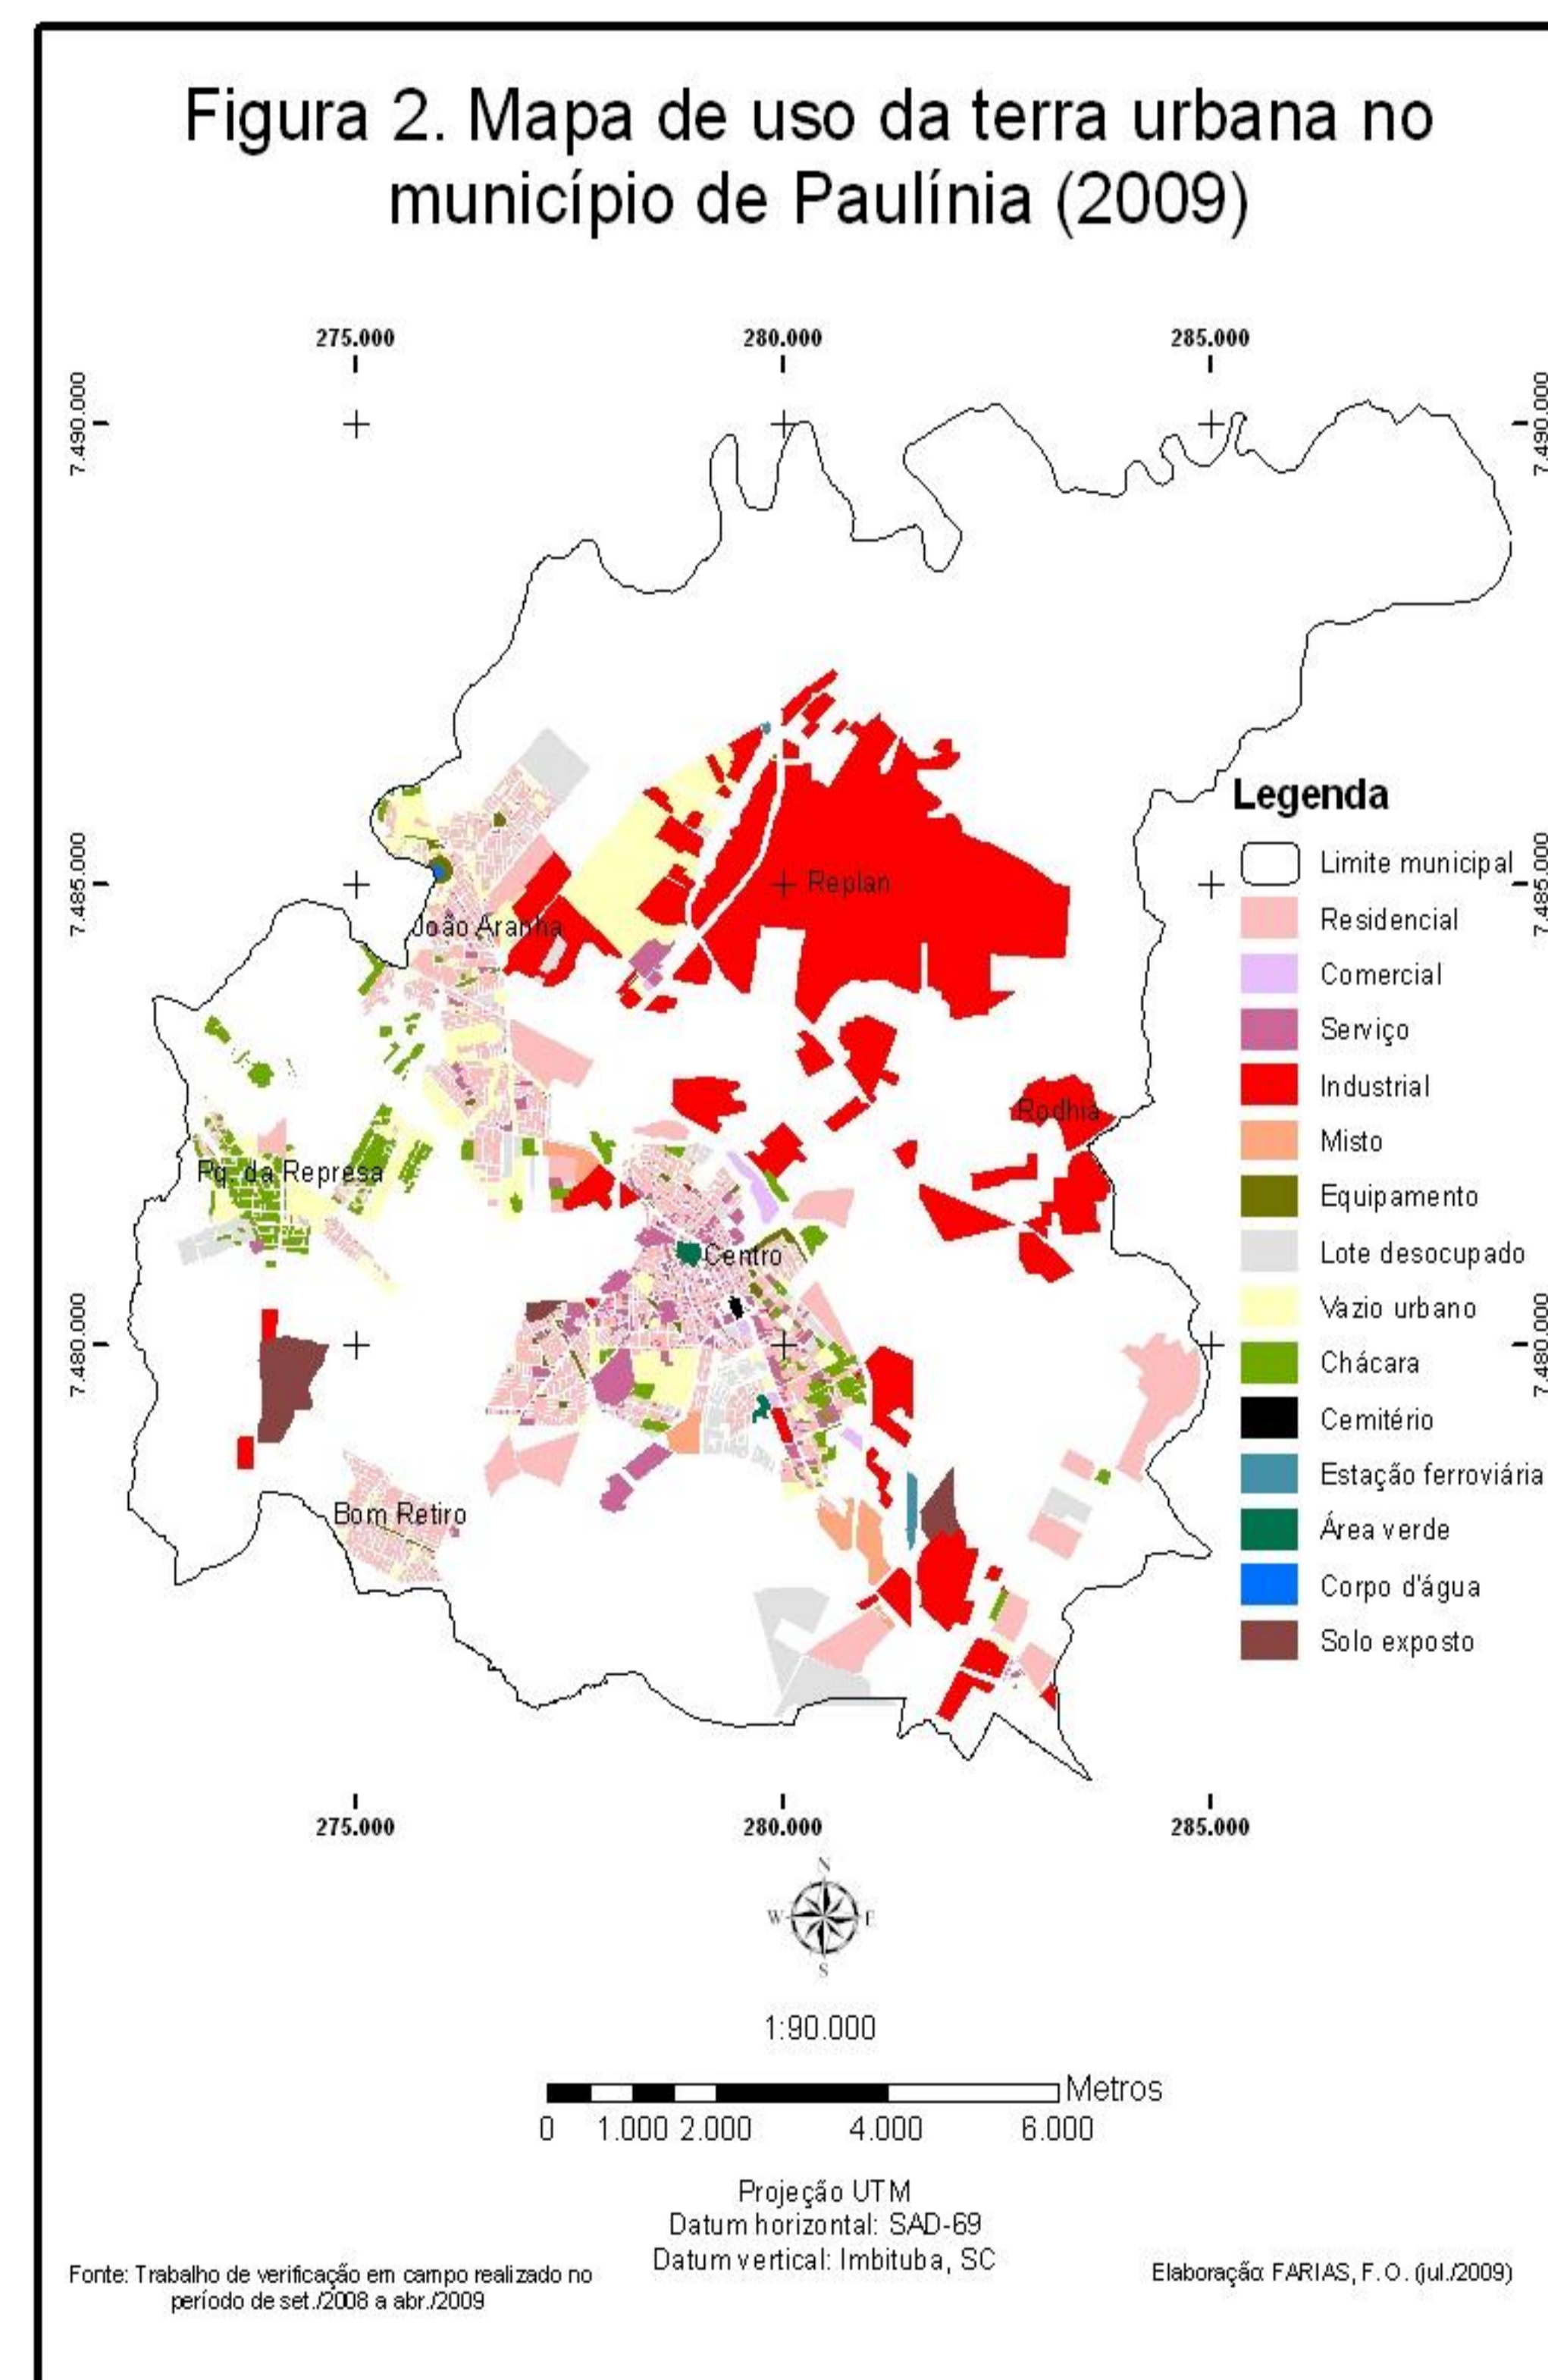 Figura 2. Mapa de uso da terra urbana no
município de Paulínia (2009)
275.000
280.000
285.000
7.490.000
7.490.000
Legenda
Limite municipal
Residencial
Comercial
Serviço
Industrial
Misto
Equipamento
Lote desocupado
Vazio urbano
Chácara
Cemitério
Estação ferroviária
Área verde
Corpo d'água
Solo exposto
7.485.000
7.485.000
Replan
João Aranha
Rodhia
Pq. da Represa
Centro
7.480.000
7.480.000
Bom Retiro
275.000
280.000
285.000
N
W
E
S
1:90.000
Metros
0 1.000 2.000 4.000 6.000
Projeção UTM
Datum horizontal: SAD-69
Datum vertical: Imbituba, SC
Fonte: Trabalho de verificação em campo realizado no
período de set./2008 a abr./2009
Elaboração: FARIAS, F.O. (jul./2009)